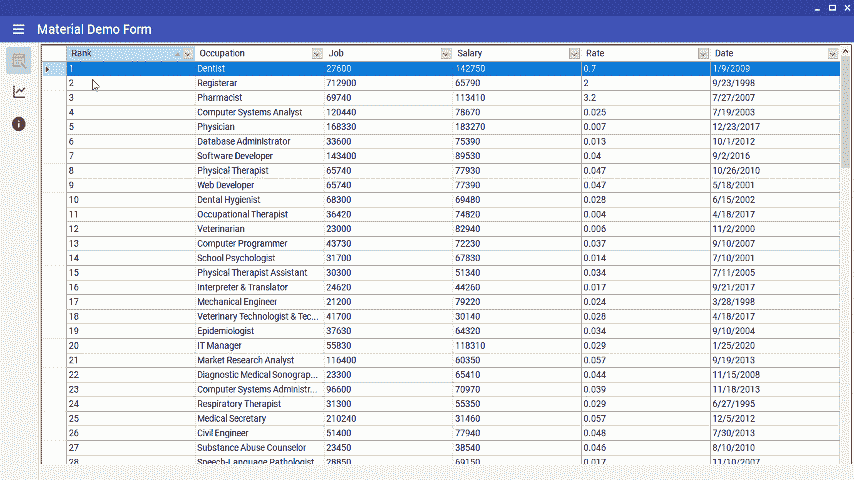 Material Demo Form
Rank Occupation Job Salary Rate Date
1 Dentist 27600 142750 0.7 1/9/2009
2 Registerar 712900 65790 2 9/23/1998
3 Pharmacist 69740 113410 3.2 7/27/2007
4 Computer Systems Analyst 120440 78670 0.025 7/19/2003
5 Physician 168330 183270 0.007 12/23/2017
6 Database Administrator 33600 75390 0.013 10/1/2012
7 Software Developer 143400 89530 0.04 9/2/2016
8 Physical Therapist 65740 77930 0.047 10/26/2010
9 Web Developer 65740 77390 0.047 5/18/2001
10 Dental Hygienist 68300 69480 0.028 6/15/2002
11 Occupational Therapist 36420 74820 0.004 4/18/2017
12 Veterinarian 23000 82940 0.006 11/2/2000
13 Computer Programmer 43730 72230 0.037 9/10/2007
14 School Psychologist 31700 67830 0.014 7/10/2001
15 Physical Therapist Assistant 30300 51340 0.034 7/11/2005
16 Interpreter & Translator 24620 44260 0.017 9/21/2017
17 Mechanical Engineer 21200 79220 0.024 3/28/1998
18 Veterinary Technologist & Tec... 41700 30140 0.028 4/18/2017
19 Epidemiologist 37630 64320 0.034 9/10/2004
20 IT Manager 55830 118310 0.029 1/25/2020
21 Market Research Analyst 116400 60350 0.057 9/19/2013
22 Diagnostic Medical Sonograp... 23300 65410 0.044 11/15/2008
23 Computer Systems Administr... 96600 70970 0.039 11/18/2013
24 Respiratory Therapist 31300 55350 0.029 6/27/1995
25 Medical Secretary 210240 31460 0.057 12/5/2012
26 Civil Engineer 51400 77940 0.048 7/30/2013
27 Substance Abuse Counselor 23450 38540 0.046 8/10/2010
28 Speech-Language Pathologist 28850 69150 0.017 11/10/2007